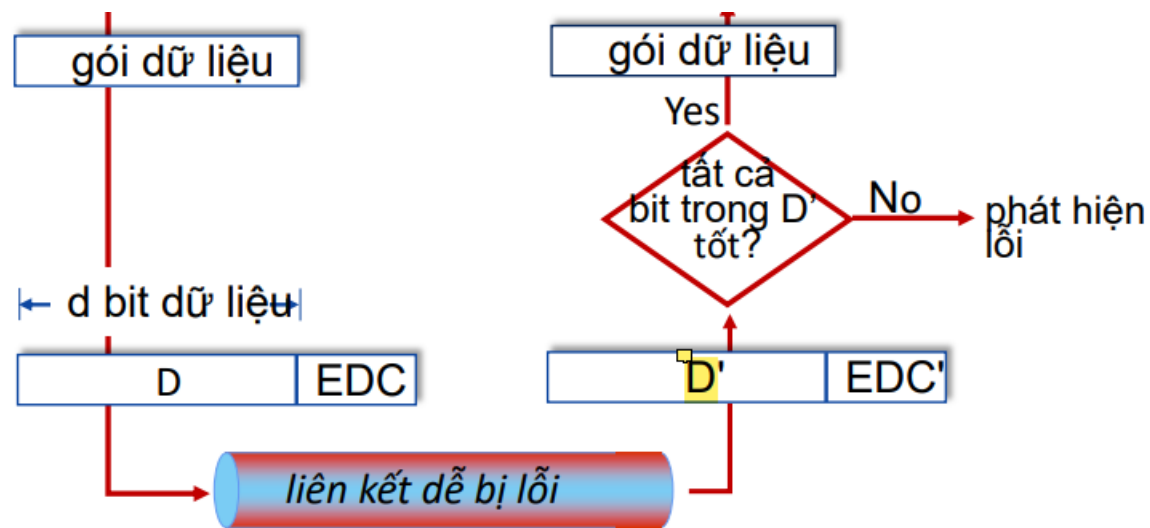 gói dữ liệu
d bit dữ liệu
D
EDC
liên kết dễ bị lỗi
gói dữ liệu
Yes
tất cả
bit trong D’
tốt?
No
phát hiện
lỗi
D'
EDC'